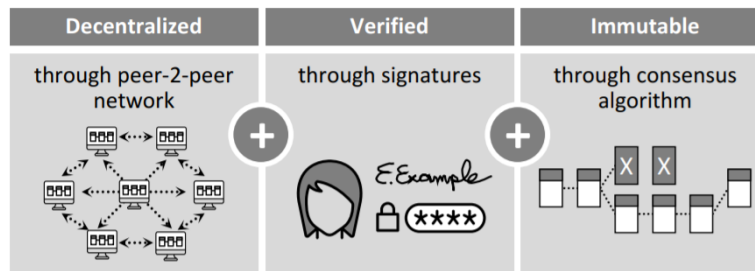 Decentralized
Verified
Immutable
through peer-2-peer
network
through signatures
through consensus
algorithm
+
+
E.Example
****
X X